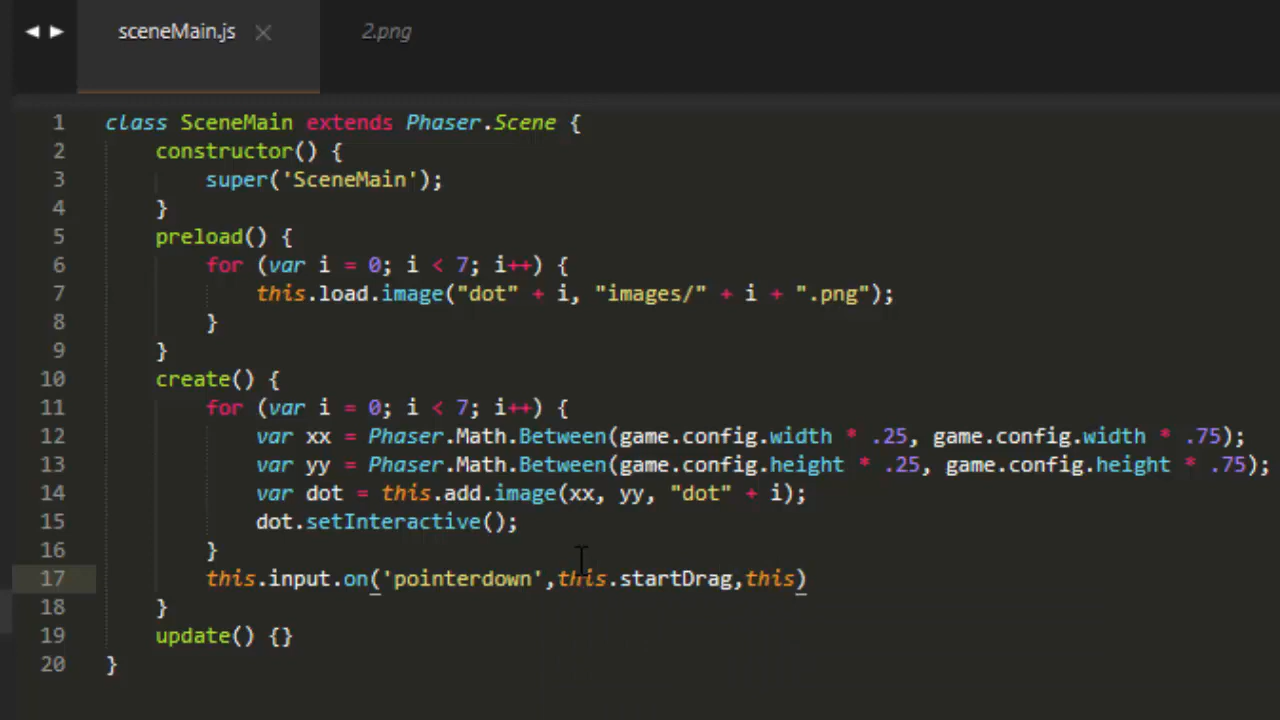 sceneMain.js 2.png
1 class SceneMain extends Phaser.Scene {
2 constructor() {
3 super('SceneMain');
4 }
5 preload() {
6 for (var i = 0; i < 7; i++) {
7 this.load.image("dot" + i, "images/" + i + ".png");
8 }
9 }
10 create() {
11 for (var i = 0; i < 7; i++) {
12 var xx = Phaser.Math.Between(game.config.width * .25, game.config.width * .75);
13 var yy = Phaser.Math.Between(game.config.height * .25, game.config.height * .75);
14 var dot = this.add.image(xx, yy, "dot" + i);
15 dot.setInteractive();
16 }
17 this.input.on('pointerdown',this.startDrag,this)
18 }
19 update() {}
20 }